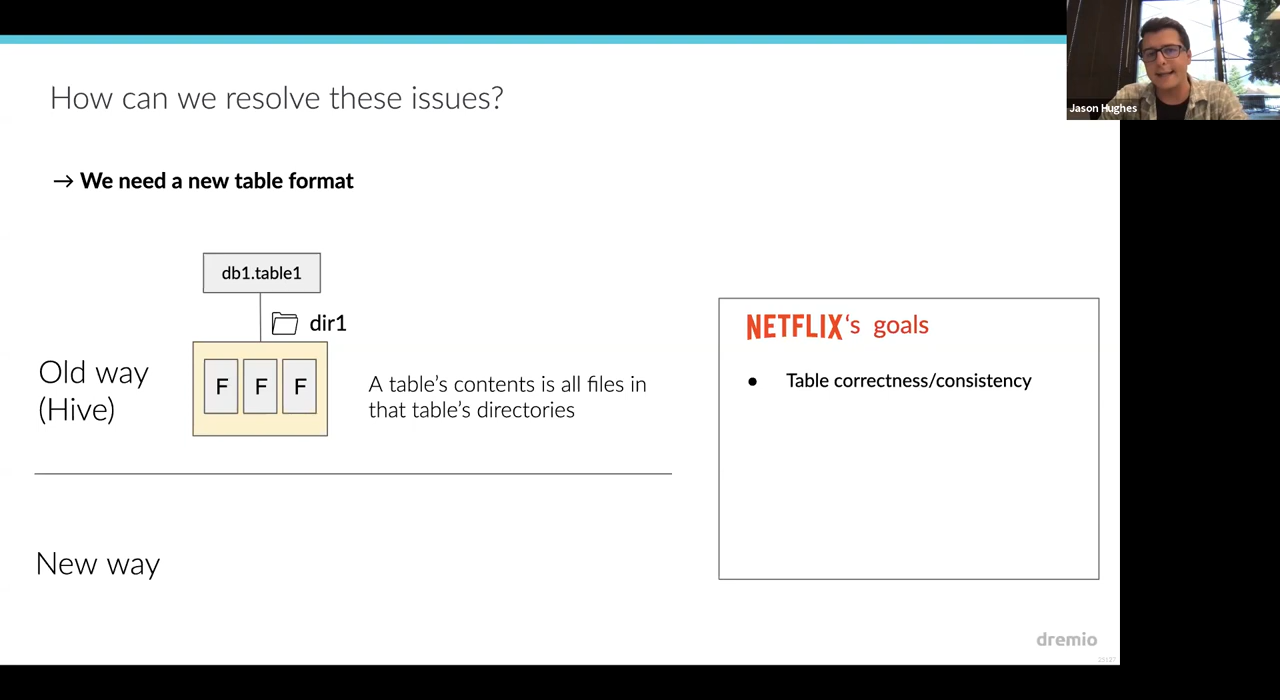 Jason Hughes
How can we resolve these issues?
→ We need a new table format
db1.table1
dir1
Old way
(Hive)
F F F
A table's contents is all files in
that table's directories
NETFLIX's goals
● Table correctness/consistency
New way
dremio